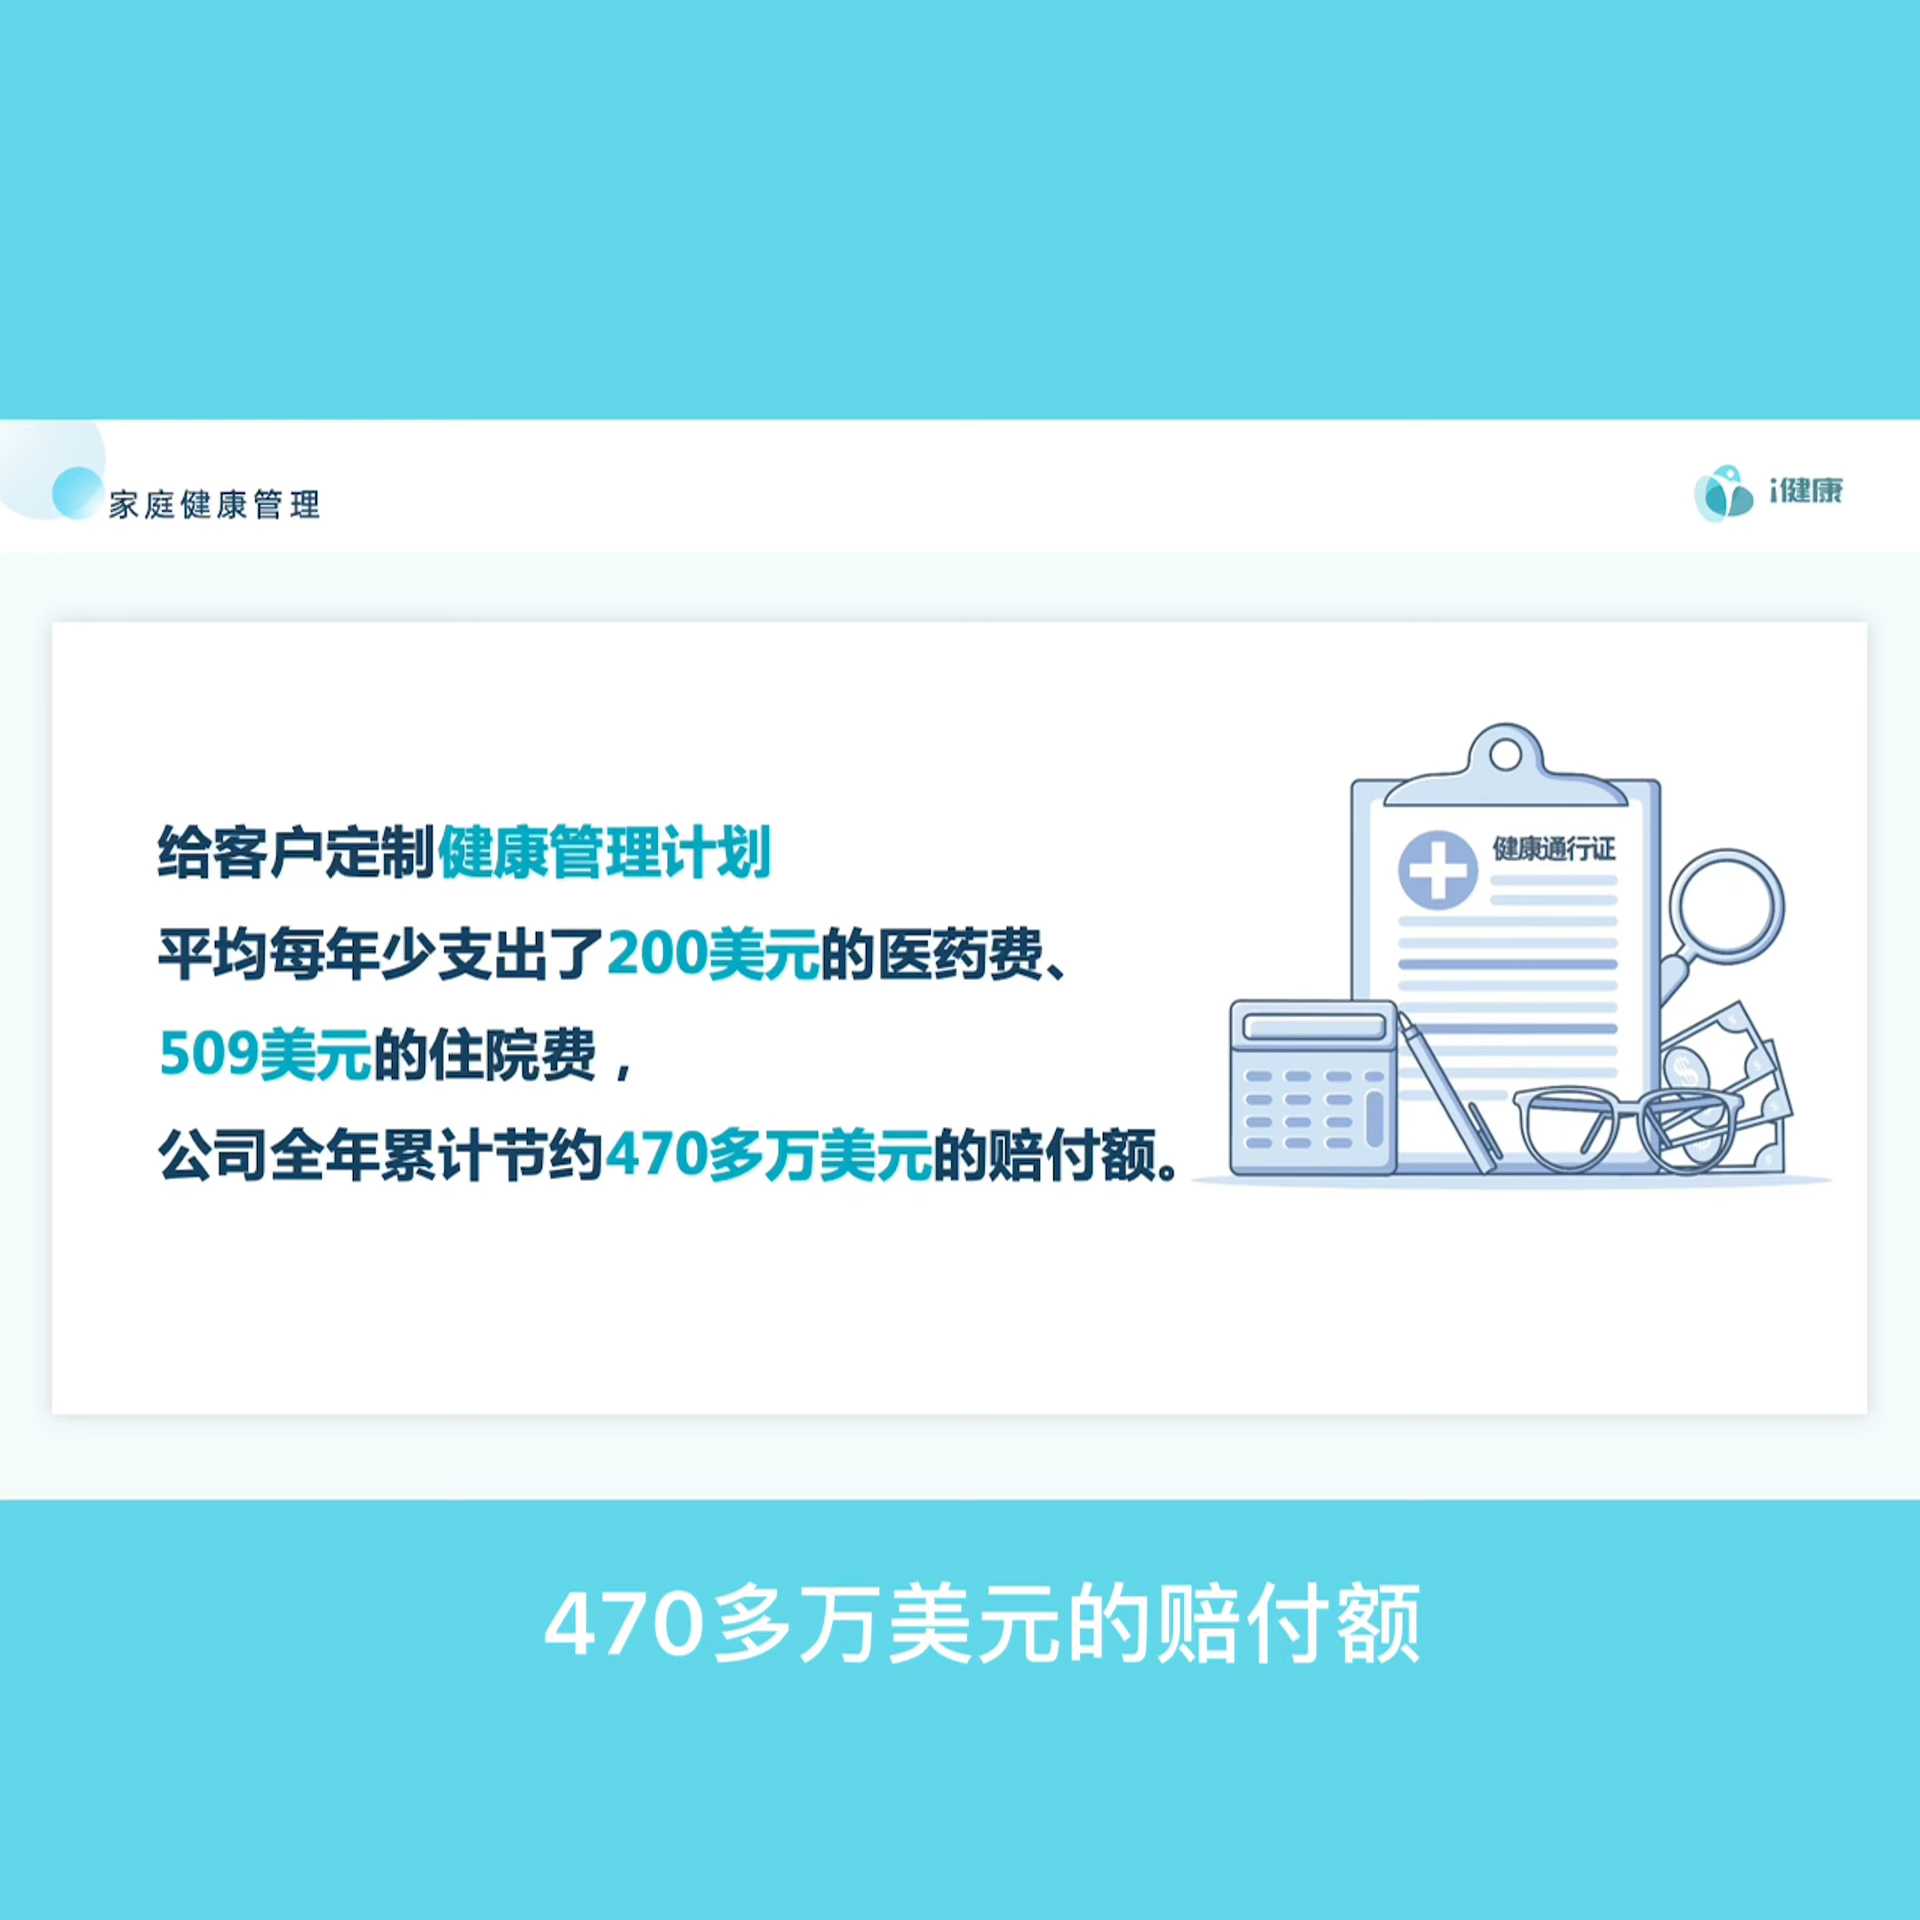 家庭健康管理
i健康
给客户定制健康管理计划
平均每年少支出了200美元的医药费、
509美元的住院费，
公司全年累计节约470多万美元的赔付额。
健康通行证
470多万美元的赔付额